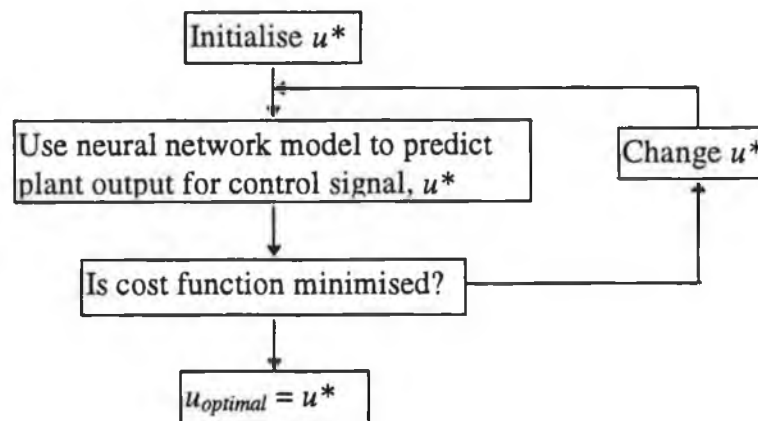 Initialise u*
Use neural network model to predict
plant output for control signal, u*
Change u*
Is cost function minimised?
u_optimal = u*